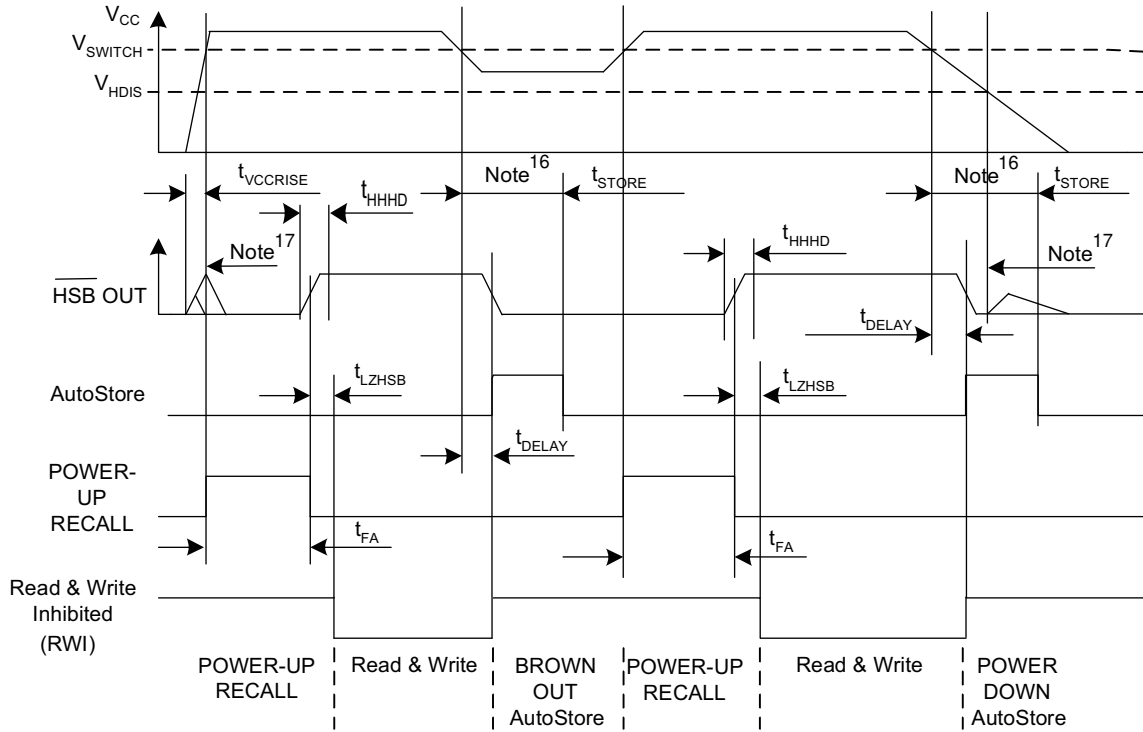 VCC
VSWITCH
VHDIS
tVCCRISE
Note16
tSTORE
Note16
tSTORE
tHHHD
Note17
tHHHD
Note17
HSB OUT
tDELAY
tLZHSB
tLZHSB
AutoStore
tDELAY
POWER-
UP
RECALL
tFA
tFA
Read & Write
Inhibited
(RWI)
POWER-UP
RECALL
Read & Write
BROWN
OUT
AutoStore
POWER-UP
RECALL
Read & Write
POWER
DOWN
AutoStore